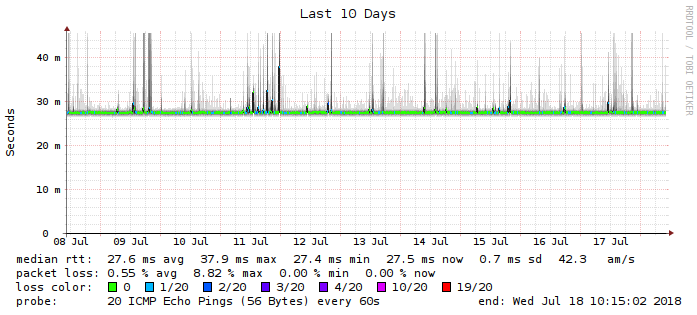 Last 10 Days
RRDTOOL / TOBI OETIKER
Seconds
40 m
30 m
20 m
10 m
0
08 Jul 09 Jul 10 Jul 11 Jul 12 Jul 13 Jul 14 Jul 15 Jul 16 Jul 17 Jul
median rtt: 27.6 ms avg 37.9 ms max 27.4 ms min 27.5 ms now 0.7 ms sd 42.3 am/s
packet loss: 0.55 % avg 8.82 % max 0.00 % min 0.00 % now
loss color: 0 1/20 2/20 3/20 4/20 10/20 19/20
probe: 20 ICMP Echo Pings (56 Bytes) every 60s end: Wed Jul 18 10:15:02 2018